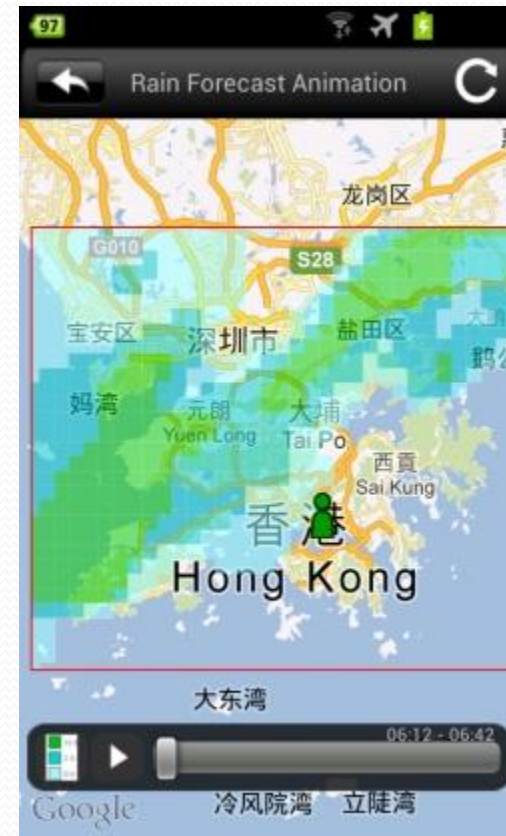 97
Rain Forecast Animation
龙岗区
G010
S28
宝安区
深圳市
盐田区
妈湾
元朗
Yuen Long
大埔
Tai Po
西貢
Sai Kung
香港
Hong Kong
大东湾
06:12 - 06:42
Google
冷风院湾
立陡湾